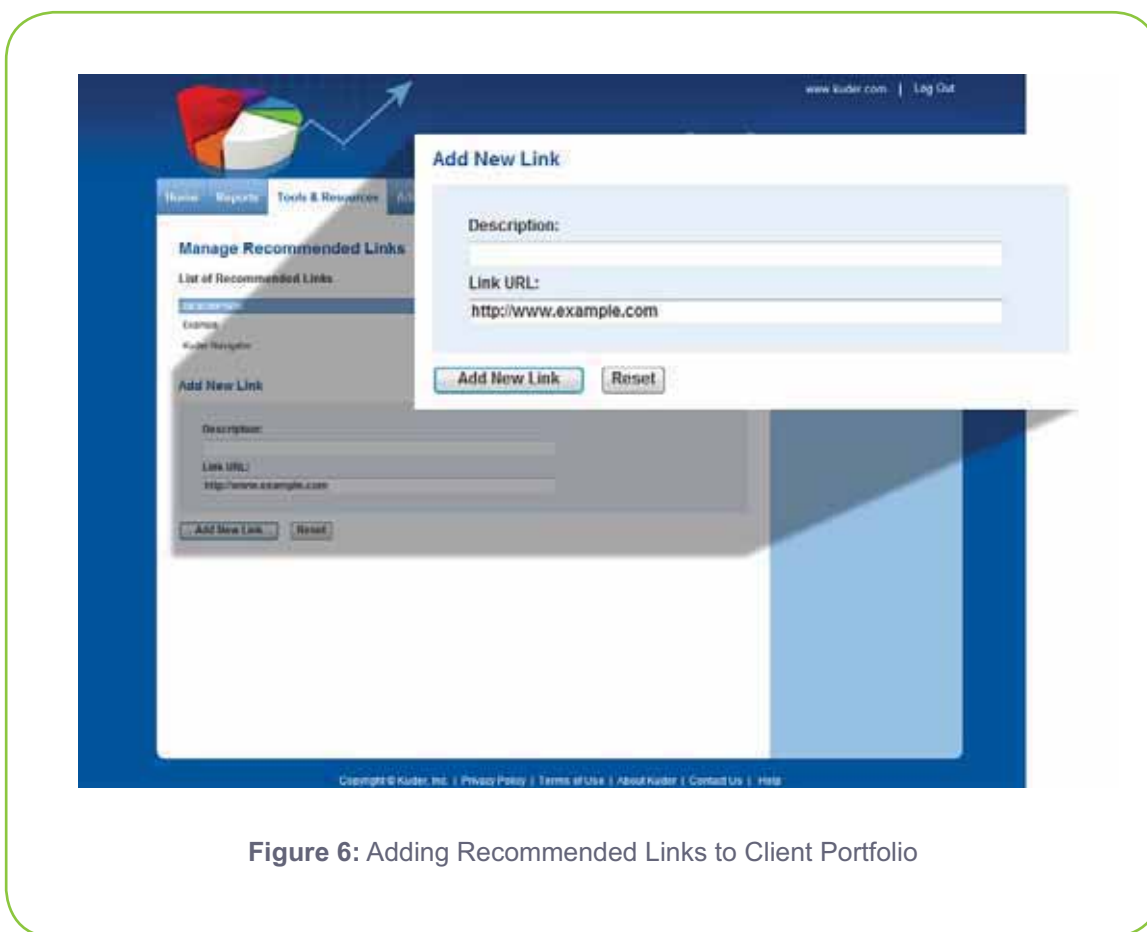 www.kuder.com | Log Out
Home Reports Tools & Resources
Add New Link
Description:
Link URL:
http://www.example.com
Add New Link Reset
Manage Recommended Links
List of Recommended Links
DESCRIPTION
Example
Kuder Navigator
Add New Link
Description:
Link URL:
http://www.example.com
Add New Link Reset
Copyright © Kuder, Inc. | Privacy Policy | Terms of Use | About Kuder | Contact Us | Help
Figure 6: Adding Recommended Links to Client Portfolio